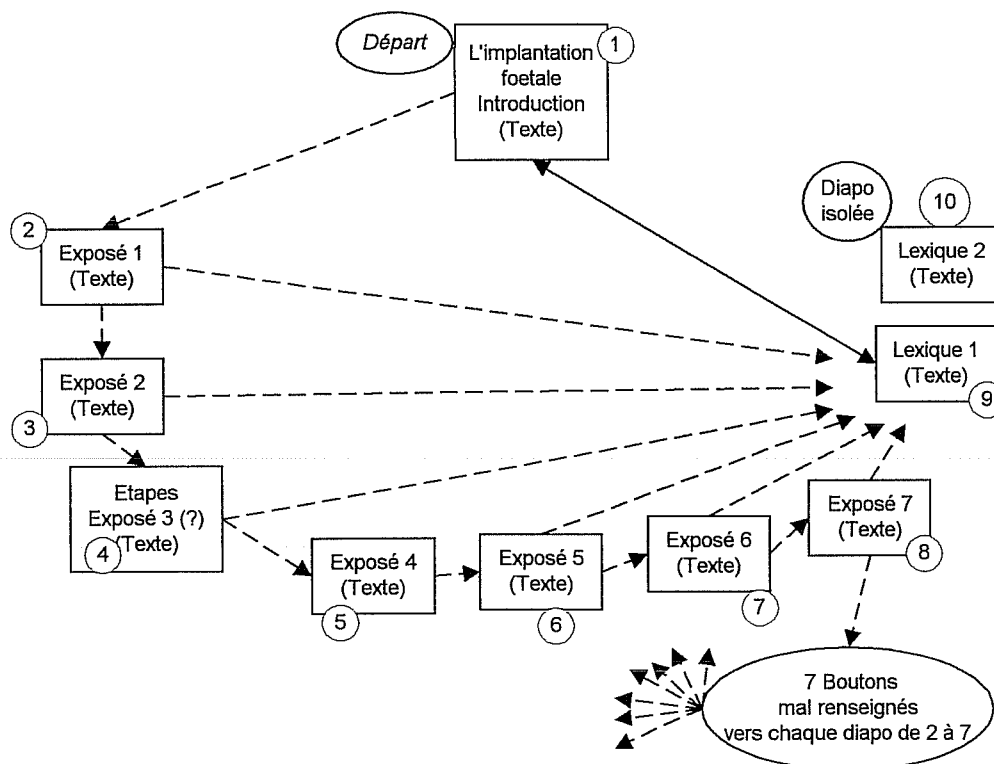 Départ
1
L'implantation
foetale
Introduction
(Texte)
Diapo
isolée
10
Lexique 2
(Texte)
2
Exposé 1
(Texte)
Lexique 1
(Texte)
9
Exposé 2
(Texte)
3
Etapes
Exposé 3 (?)
(Texte)
4
Exposé 4
(Texte)
5
Exposé 5
(Texte)
6
Exposé 6
(Texte)
7
Exposé 7
(Texte)
8
7 Boutons
mal renseignés
vers chaque diapo de 2 à 7